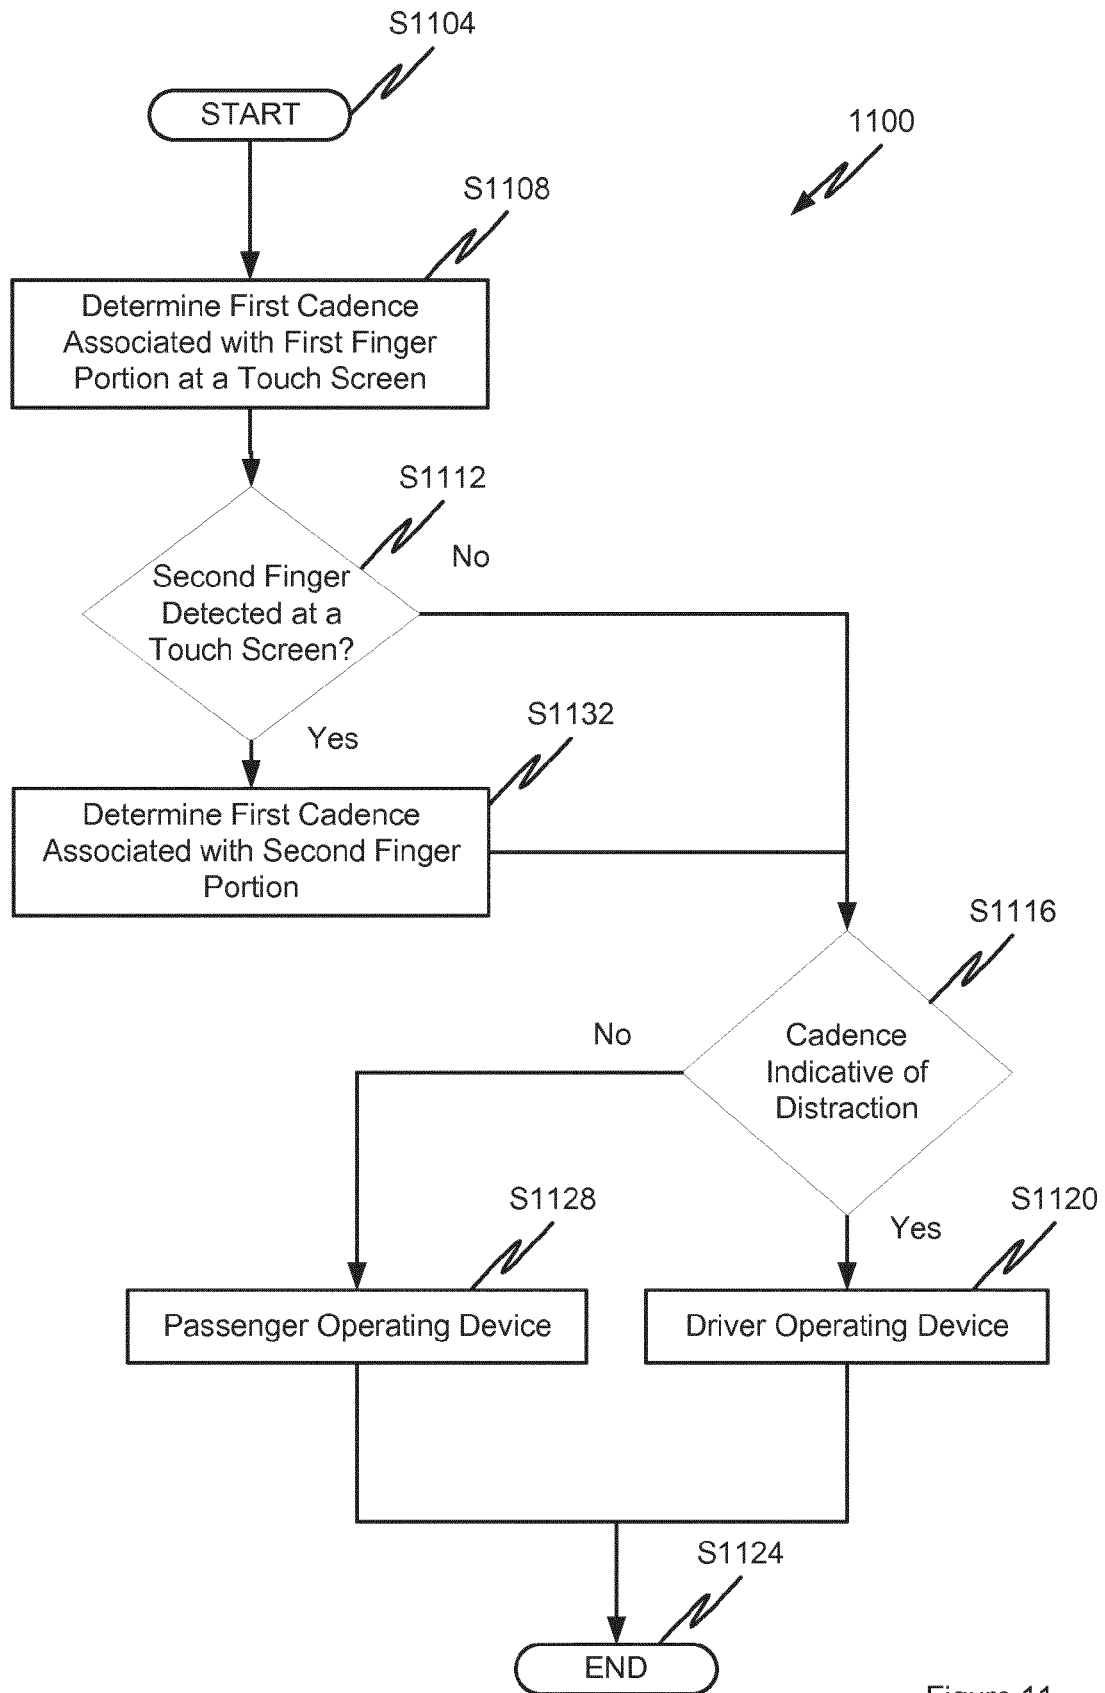 S1104
START
1100
S1108
Determine First Cadence
Associated with First Finger
Portion at a Touch Screen
S1112
No
Second Finger
Detected at a
Touch Screen?
Yes
S1132
Determine First Cadence
Associated with Second Finger
Portion
S1116
No
Cadence
Indicative of
Distraction
S1128
Yes
S1120
Passenger Operating Device
Driver Operating Device
S1124
END
Figure 11